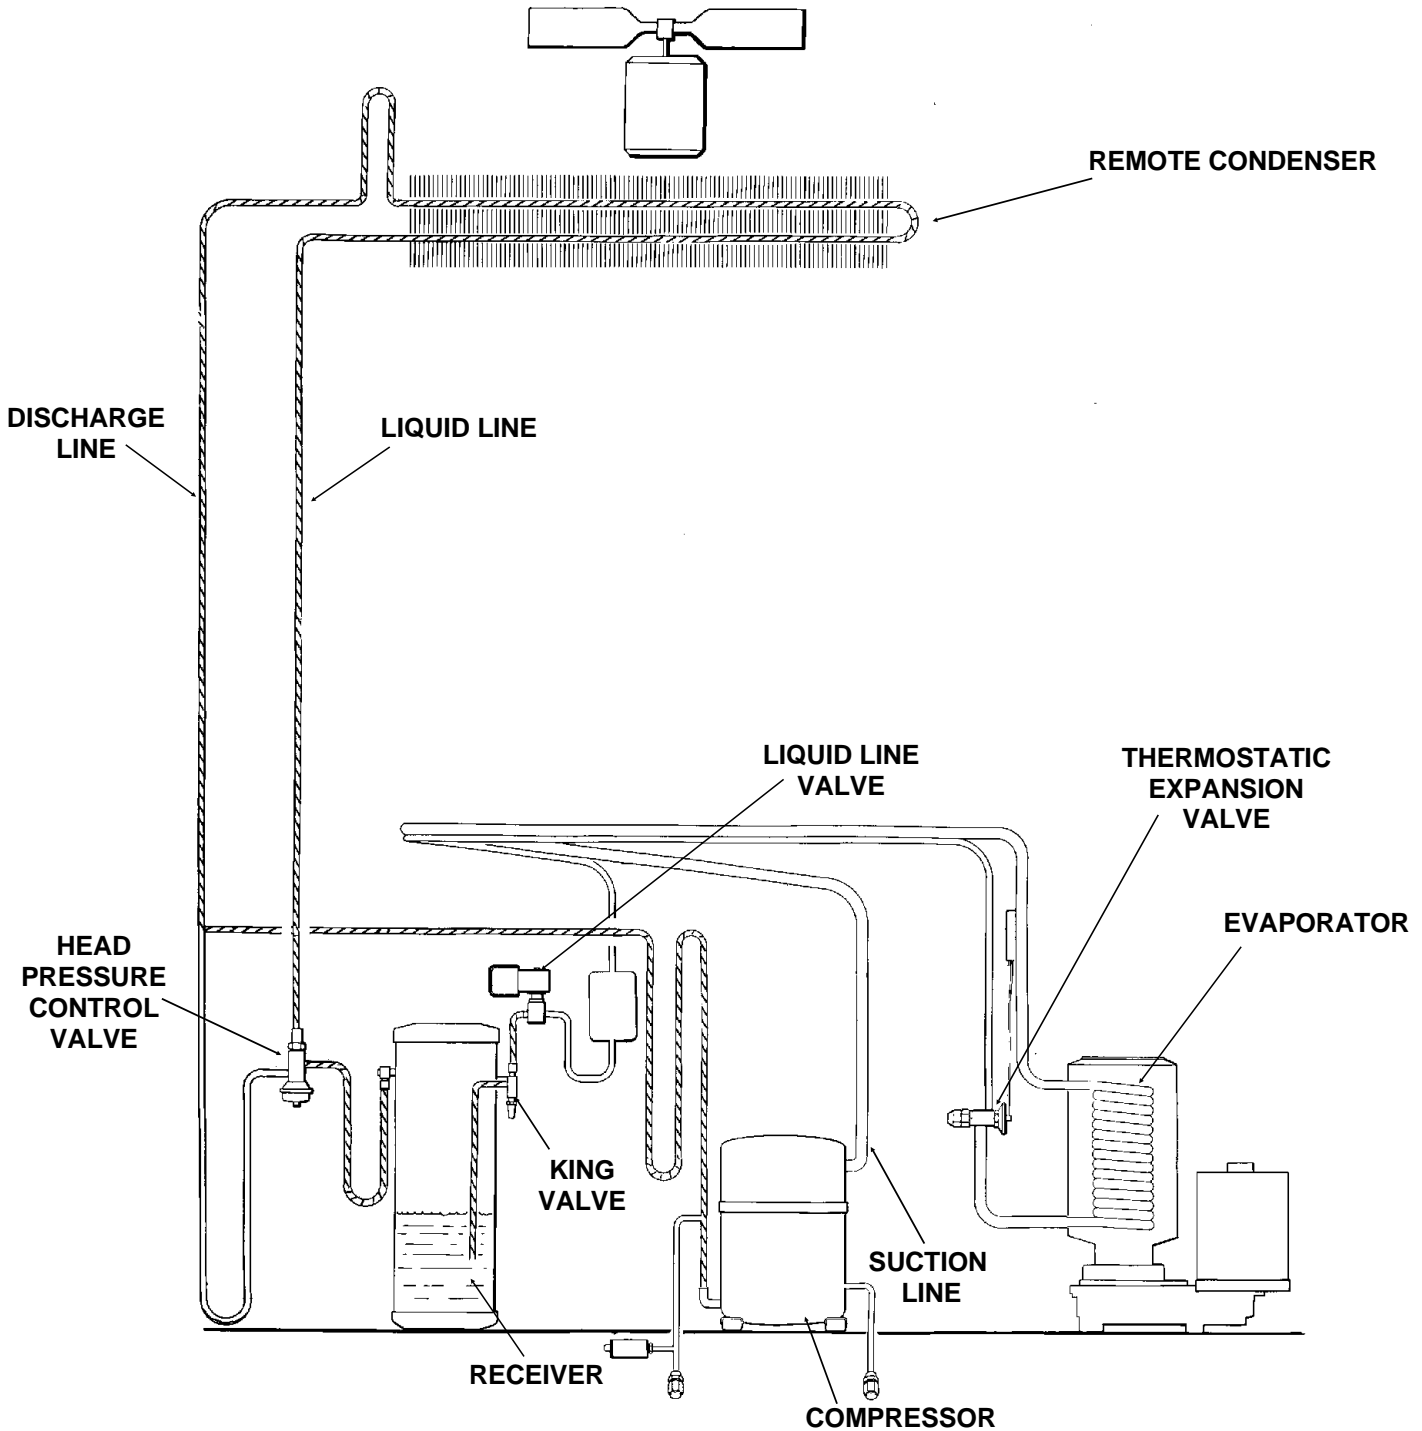 REMOTE CONDENSER
DISCHARGE
LINE
LIQUID LINE
LIQUID LINE
VALVE
THERMOSTATIC
EXPANSION
VALVE
EVAPORATOR
HEAD
PRESSURE
CONTROL
VALVE
KING
VALVE
SUCTION
LINE
RECEIVER
COMPRESSOR